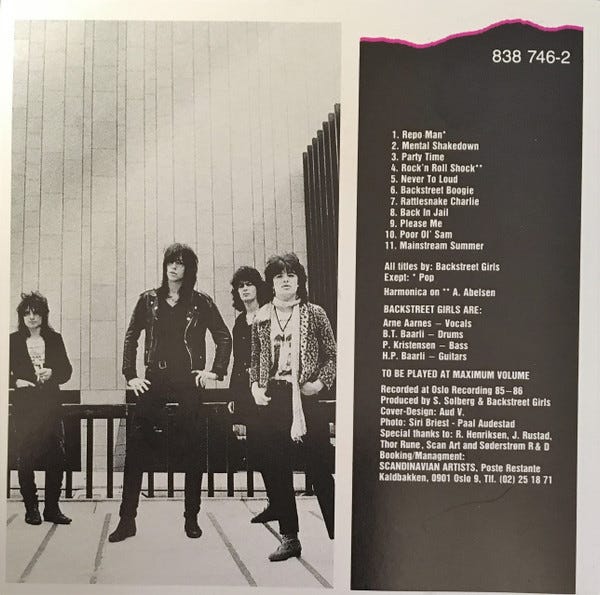 838 746-2
1. Repo Man*
2. Mental Shakedown
3. Party Time
4. Rock'n Roll Shock**
5. Never To Loud
6. Backstreet Boogie
7. Rattlesnake Charlie
8. Back In Jail
9. Please Me
10. Poor Ol' Sam
11. Mainstream Summer
All titles by: Backstreet Girls
Exept: * Pop
Harmonica on ** A. Abelsen
BACKSTREET GIRLS ARE:
Arne Aarnes – Vocals
B.T. Baarli – Drums
P. Kristensen – Bass
H.P. Baarli – Guitars
TO BE PLAYED AT MAXIMUM VOLUME
Recorded at Oslo Recording 85–86
Produced by S. Solberg & Backstreet Girls
Cover-Design: Aud V.
Photo: Siri Briest - Paal Audestad
Special thanks to: R. Henriksen, J. Rustad,
Thor Rune, Scan Art and Søderstrøm R & D
Booking/Managment:
SCANDINAVIAN ARTISTS, Poste Restante
Kaldbakken, 0901 Oslo 9, Tlf. (02) 25 18 71